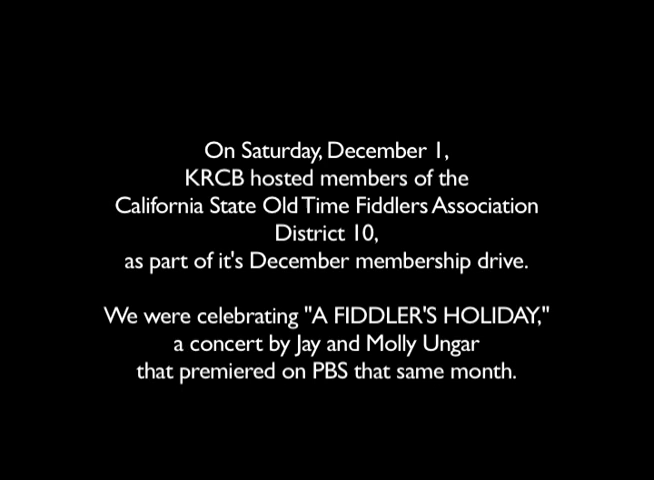 On Saturday, December 1,
KRCB hosted members of the
California State Old Time Fiddlers Association
District 10,
as part of it's December membership drive.
We were celebrating "A FIDDLER'S HOLIDAY,"
a concert by Jay and Molly Ungar
that premiered on PBS that same month.